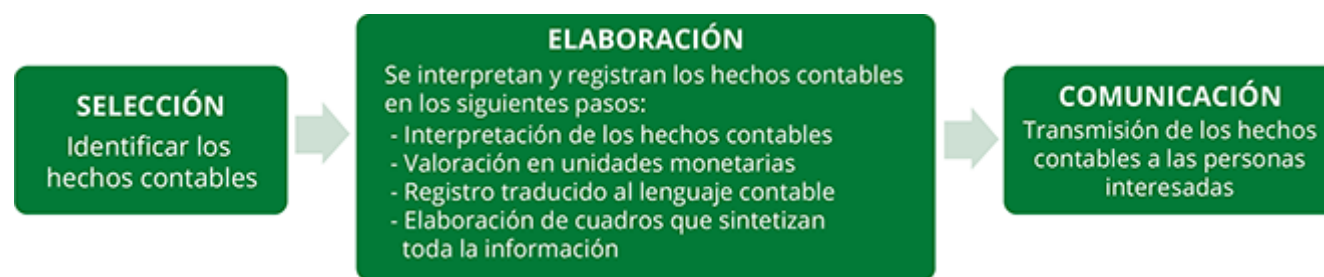 SELECCIÓN
Identificar los
hechos contables
ELABORACIÓN
Se interpretan y registran los hechos contables
en los siguientes pasos:
- Interpretación de los hechos contables
- Valoración en unidades monetarias
- Registro traducido al lenguaje contable
- Elaboración de cuadros que sintetizan
toda la información
COMUNICACIÓN
Transmisión de los hechos
contables a las personas
interesadas